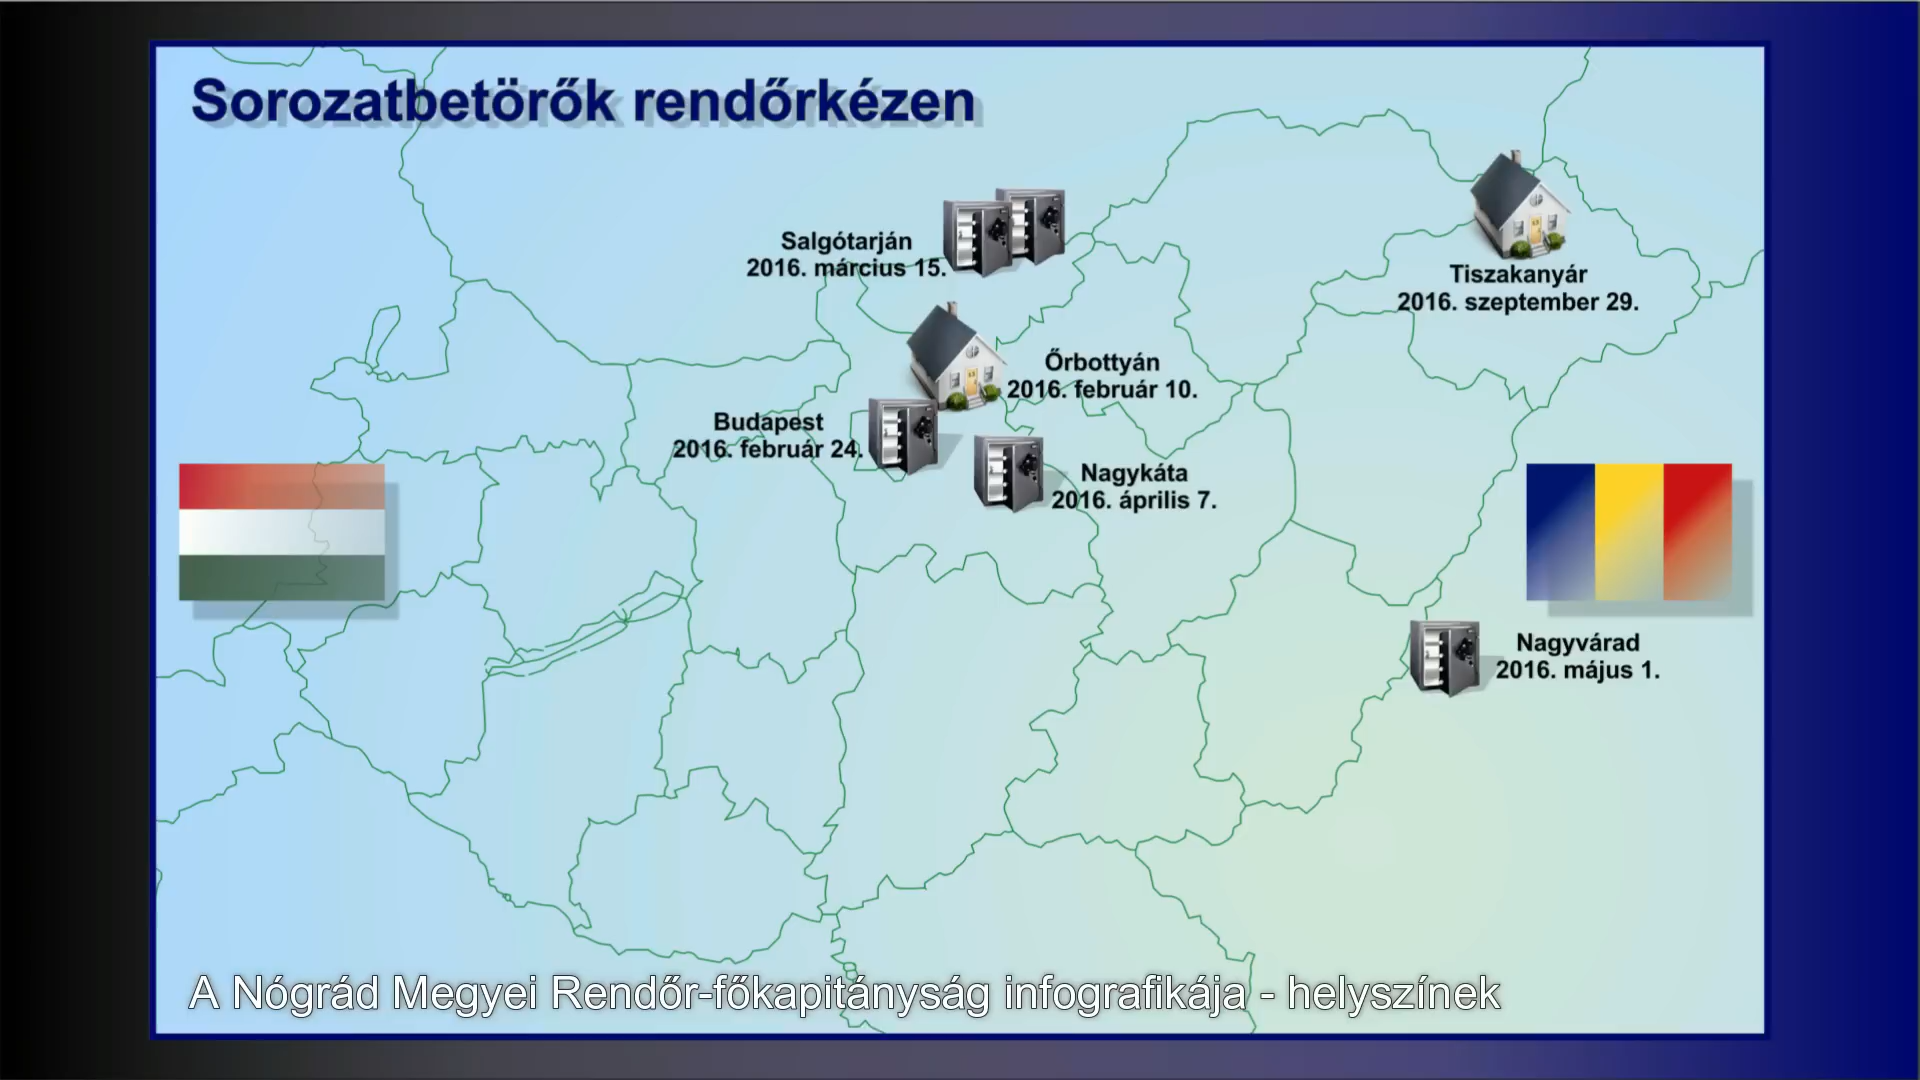 Sorozatbetörők rendőrkézen
Salgótarján
2016. március 15.
Tiszakanyár
2016. szeptember 29.
Őrbottyán
2016. február 10.
Budapest
2016. február 24.
Nagykáta
2016. április 7.
Nagyvárad
2016. május 1.
A Nógrád Megyei Rendőr-főkapitányság infografikája - helyszínek